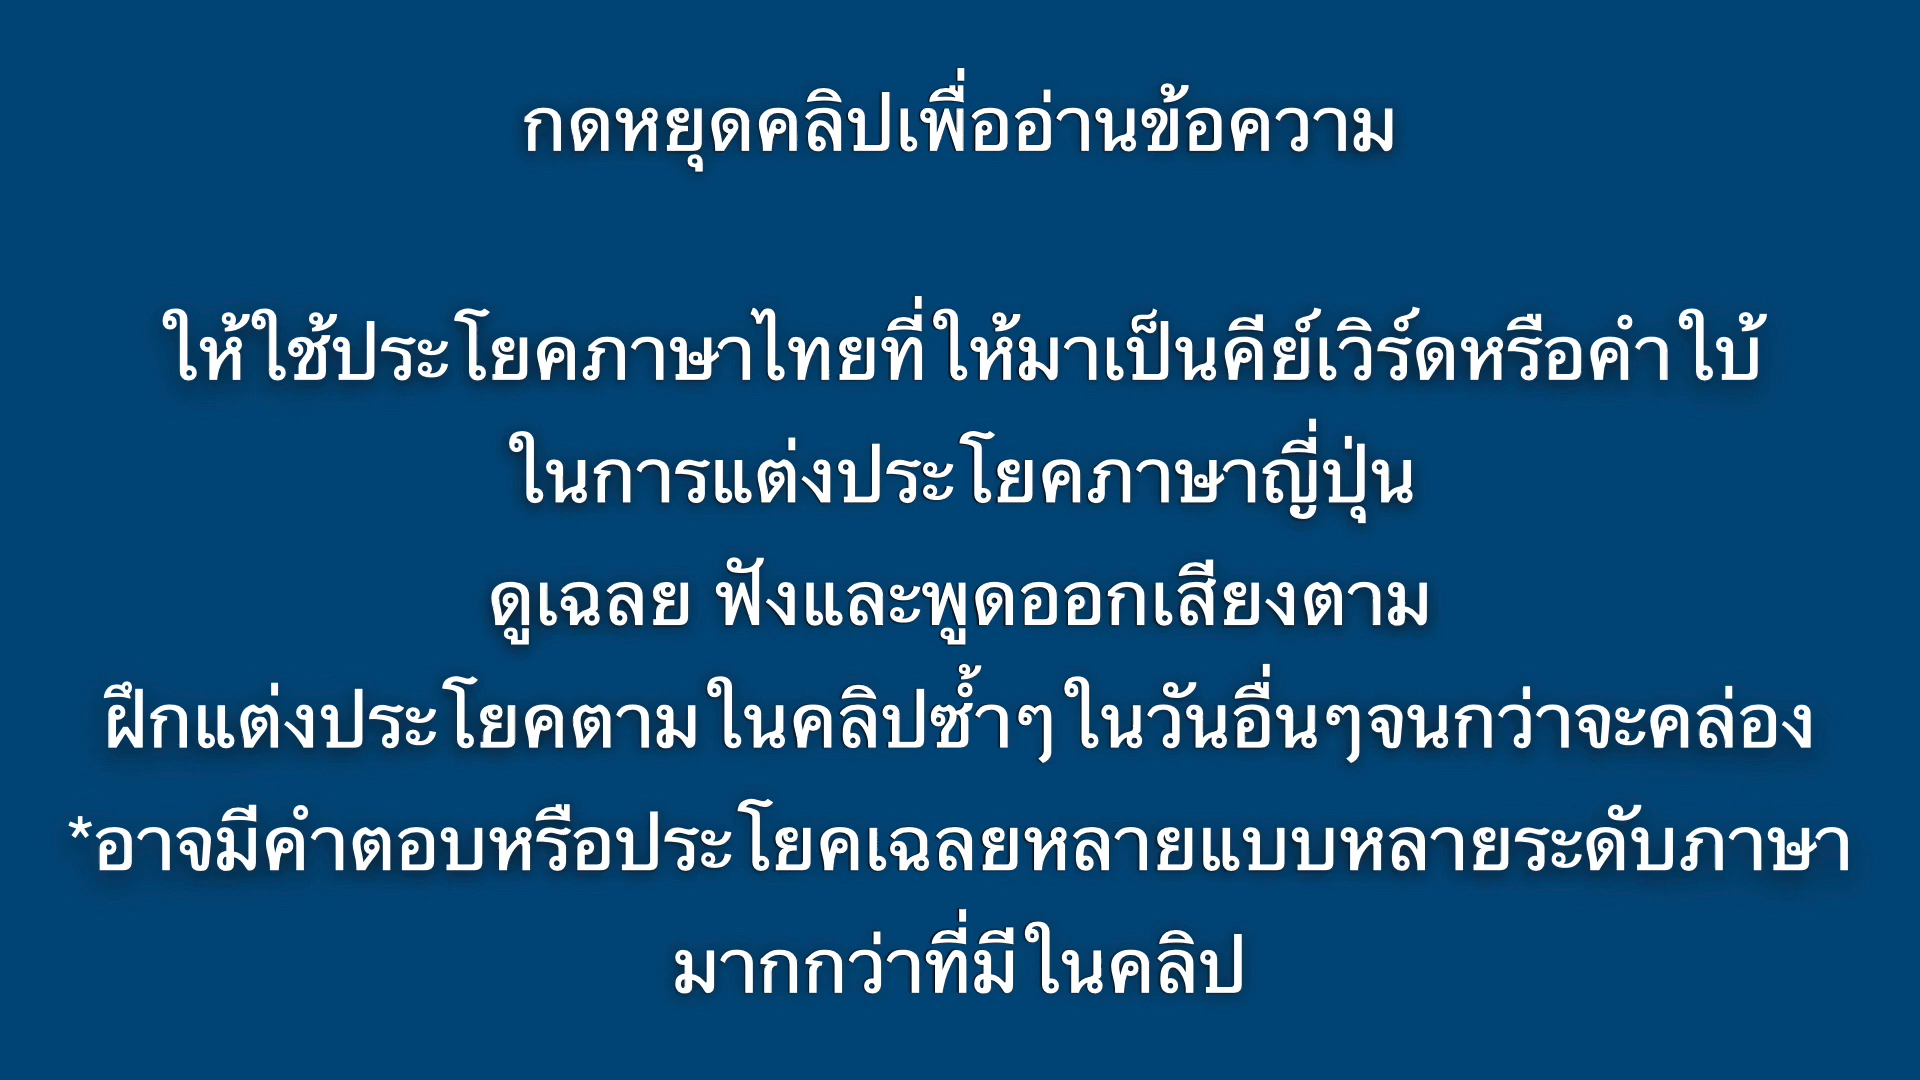 กดหยุดคลิปเพื่ออ่านข้อความ
ให้ใช้ประโยคภาษาไทยที่ให้มาเป็นคีย์เวิร์ดหรือคำใบ้
ในการแต่งประโยคภาษาญี่ปุ่น
ดูเฉลย ฟังและพูดออกเสียงตาม
ฝึกแต่งประโยคตามในคลิปซ้ำๆในวันอื่นๆจนกว่าจะคล่อง
*อาจมีคำตอบหรือประโยคเฉลยหลายแบบหลายระดับภาษา
มากกว่าที่มีในคลิป